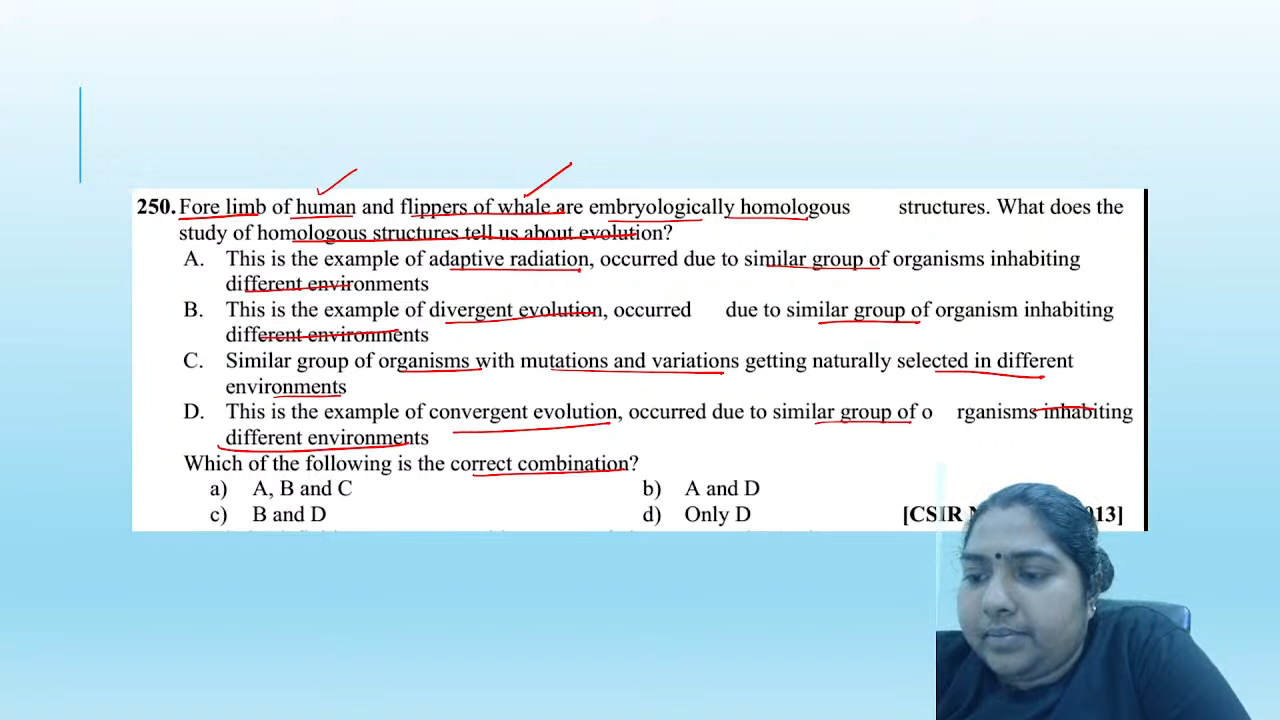 250. Fore limb of human and flippers of whale are embryologically homologous structures. What does the
study of homologous structures tell us about evolution?
A. This is the example of adaptive radiation, occurred due to similar group of organisms inhabiting
different environments
B. This is the example of divergent evolution, occurred due to similar group of organism inhabiting
different environments
C. Similar group of organisms with mutations and variations getting naturally selected in different
environments
D. This is the example of convergent evolution, occurred due to similar group of o rganisms inhabiting
different environments
Which of the following is the correct combination?
a) A, B and C b) A and D
c) B and D d) Only D [CSIR